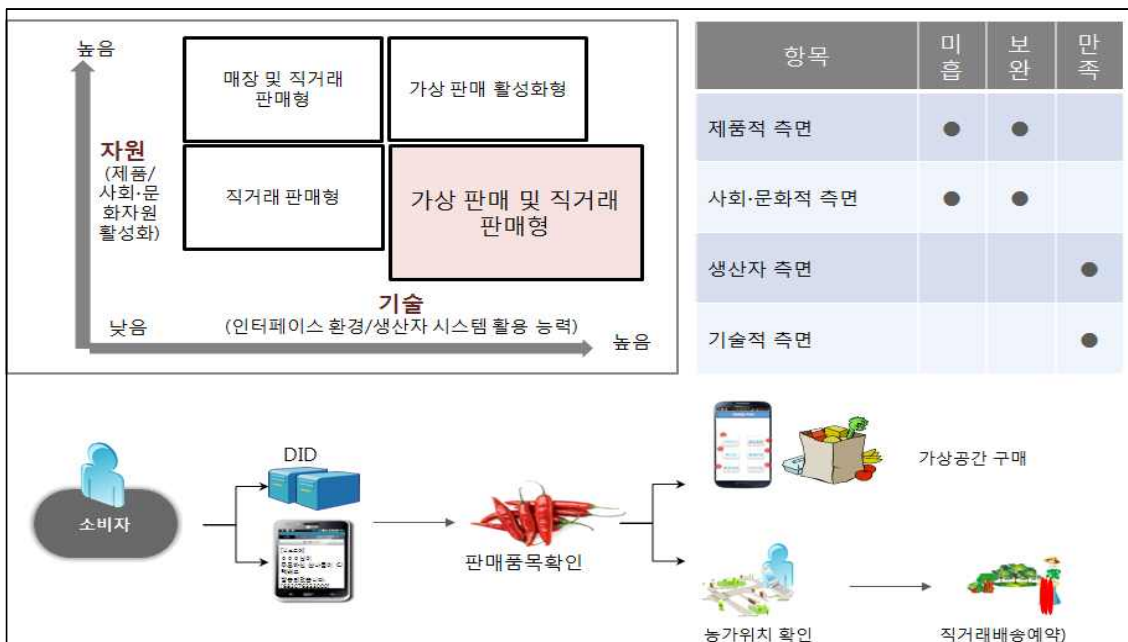 높음
매장 및 직거래
판매형
가상 판매 활성화형
자원
(제품/
사회·문
화자원
활성화)
직거래 판매형
가상 판매 및 직거래
판매형
기술
(인터페이스 환경/생산자 시스템 활용 능력)
낮음
높음
항목
미흡
보완
만족
제품적 측면 ● ●
사회·문화적 측면 ● ●
생산자 측면 ●
기술적 측면 ●
소비자
DID
판매품목확인
가상공간 구매
농가위치 확인
직거래배송예약)